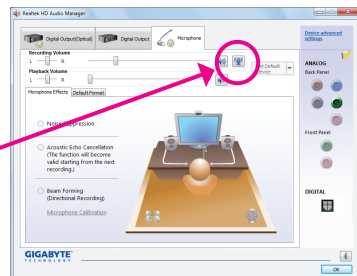 Realtek HD Audio Manager
Digital Output(Optical)
Digital Output
Microphone
Device advanced
settings
Recording Volume
L
R
Set Default
Device
Playback Volume
L
R
Microphone Effects
Default Format
ANALOG
Back Panel
Noise Suppression
Acoustic Echo Cancellation
(The function will become
valid starting from the next
recording.)
Beam Forming
(Directional Recording)
Microphone Calibration
Front Panel
DIGITAL
GIGABYTE™
TECHNOLOGY
OK